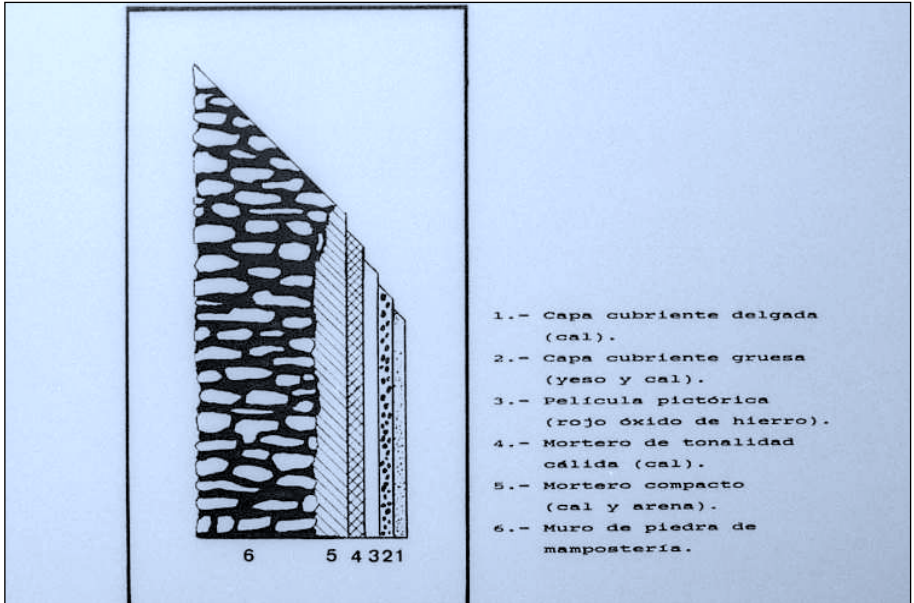 1.- Capa cubriente delgada
(cal).
2.- Capa cubriente gruesa
(yeso y cal).
3.- Película pictórica
(rojo óxido de hierro).
4.- Mortero de tonalidad
cálida (cal).
5.- Mortero compacto
(cal y arena).
6.- Muro de piedra de
mampostería.
6 5 4 3 2 1